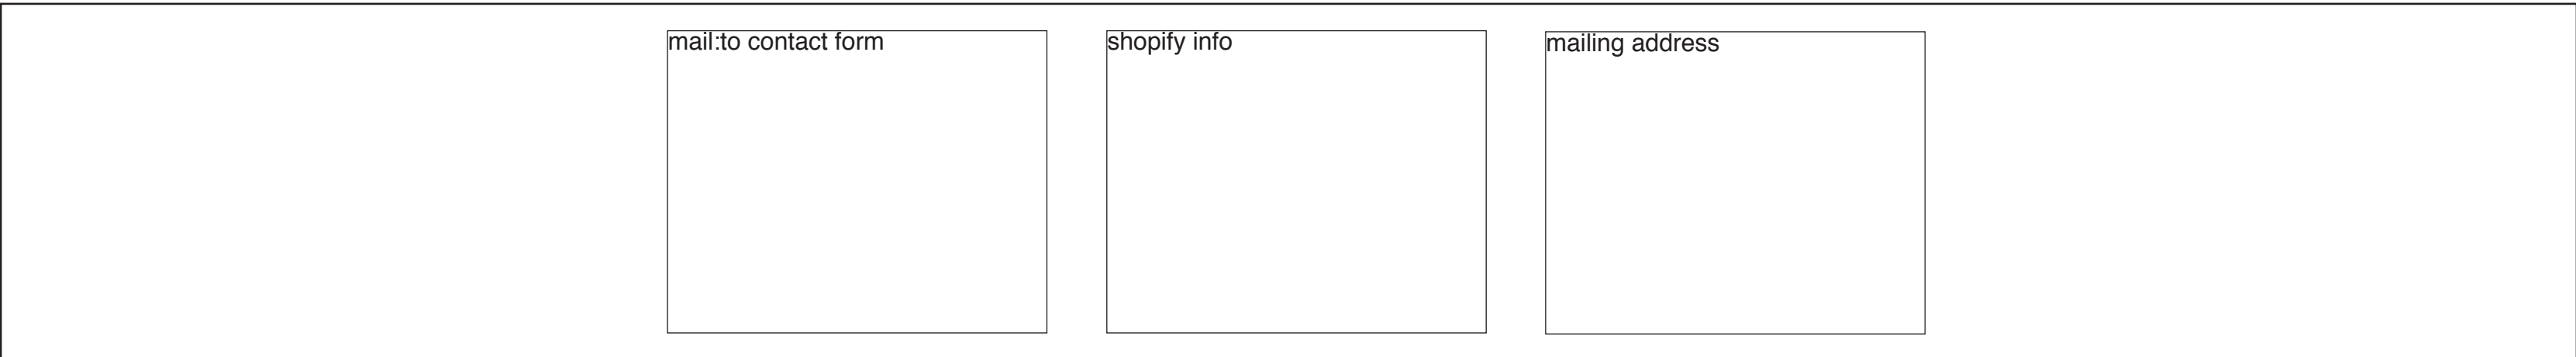 mail:to contact form
shopify info
mailing address